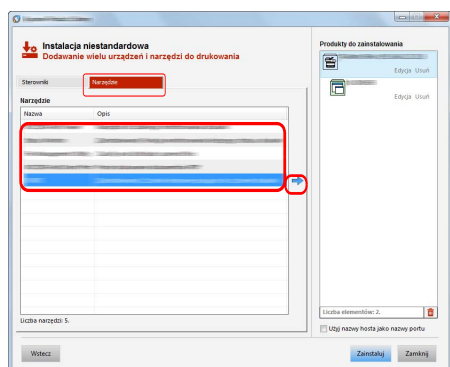 Instalacja niestandardowa
Dodawanie wielu urządzeń i narzędzi do drukowania
Sterowniki
Narzędzie
Narzędzie
Nazwa Opis
Liczba narzędzi: 5.
Produkty do zainstalowania
Edycja Usuń
Edycja Usuń
Liczba elementów: 2.
Użyj nazwy hosta jako nazwy portu
Wstecz
Zainstaluj
Zamknij